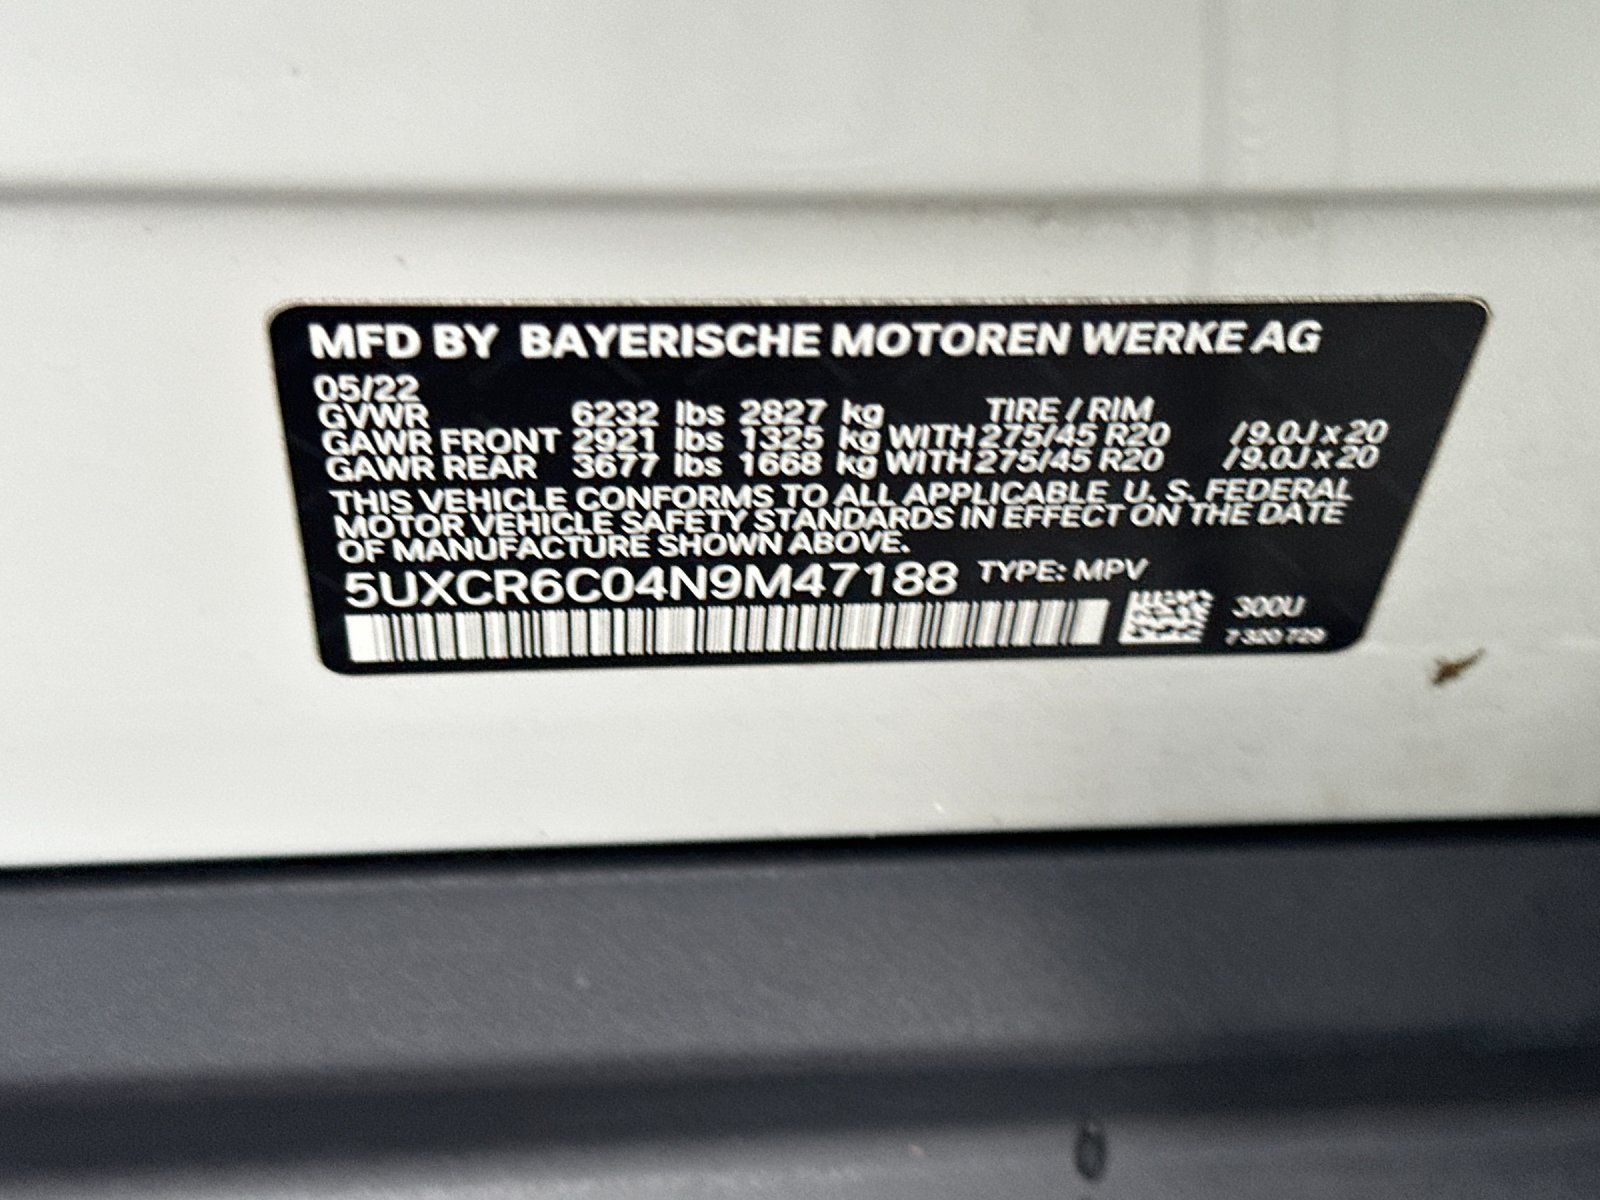 MFD BY BAYERISCHE MOTOREN WERKE AG
05/22
GVWR 6232 lbs 2827 kg TIRE / RIM
GAWR FRONT 2921 lbs 1325 kg WITH 275/45 R20 /9.0J x 20
GAWR REAR 3677 lbs 1668 kg WITH 275/45 R20 /9.0J x 20
THIS VEHICLE CONFORMS TO ALL APPLICABLE U. S. FEDERAL
MOTOR VEHICLE SAFETY STANDARDS IN EFFECT ON THE DATE
OF MANUFACTURE SHOWN ABOVE.
5UXCR6C04N9M47188 TYPE: MPV
300U
7 320 729